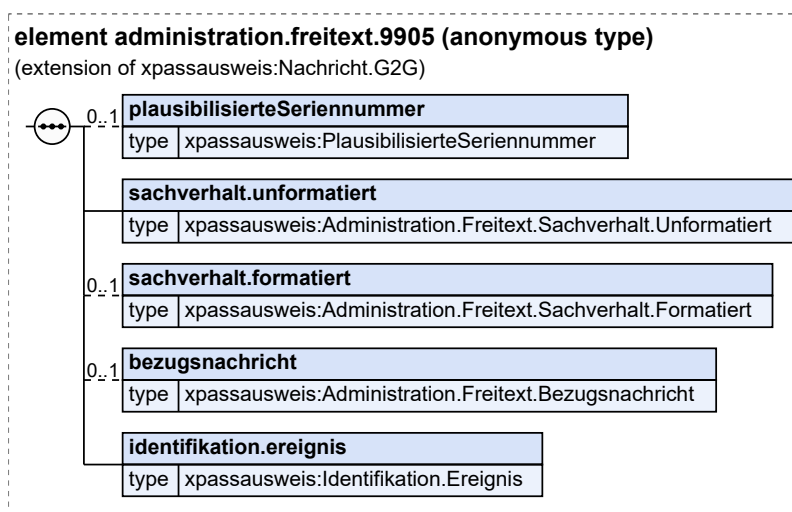 element administration.freitext.9905 (anonymous type)
(extension of xpassausweis:Nachricht.G2G)
0..1
plausibilisierteSeriennummer
type xpassausweis:PlausibilisierteSeriennummer
sachverhalt.unformatiert
type xpassausweis:Administration.Freitext.Sachverhalt.Unformatiert
0..1
sachverhalt.formatiert
type xpassausweis:Administration.Freitext.Sachverhalt.Formatiert
0..1
bezugsnachricht
type xpassausweis:Administration.Freitext.Bezugsnachricht
identifikation.ereignis
type xpassausweis:Identifikation.Ereignis